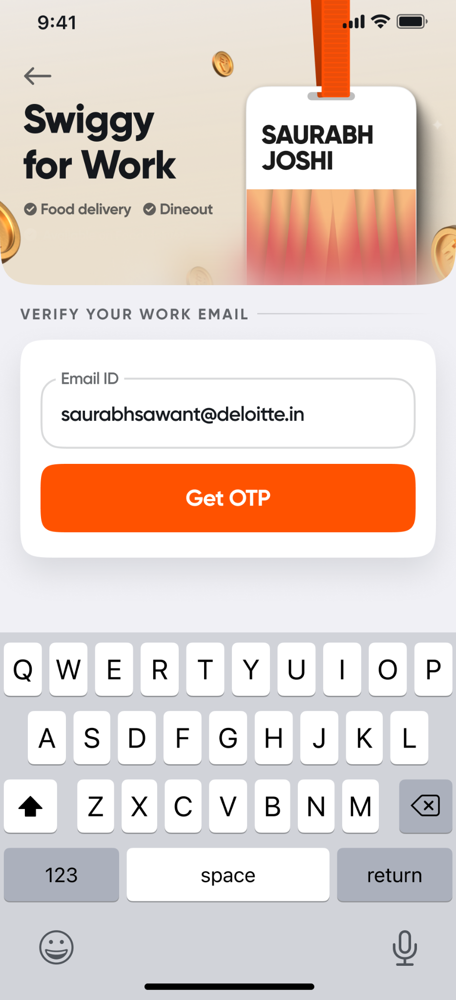 9:41
Swiggy
for Work
Food delivery
Dineout
SAURABH
JOSHI
VERIFY YOUR WORK EMAIL
Email ID
saurabhsawant@deloitte.in
Get OTP
Q W E R T Y U I O P
A S D F G H J K L
Z X C V B N M
123 space return